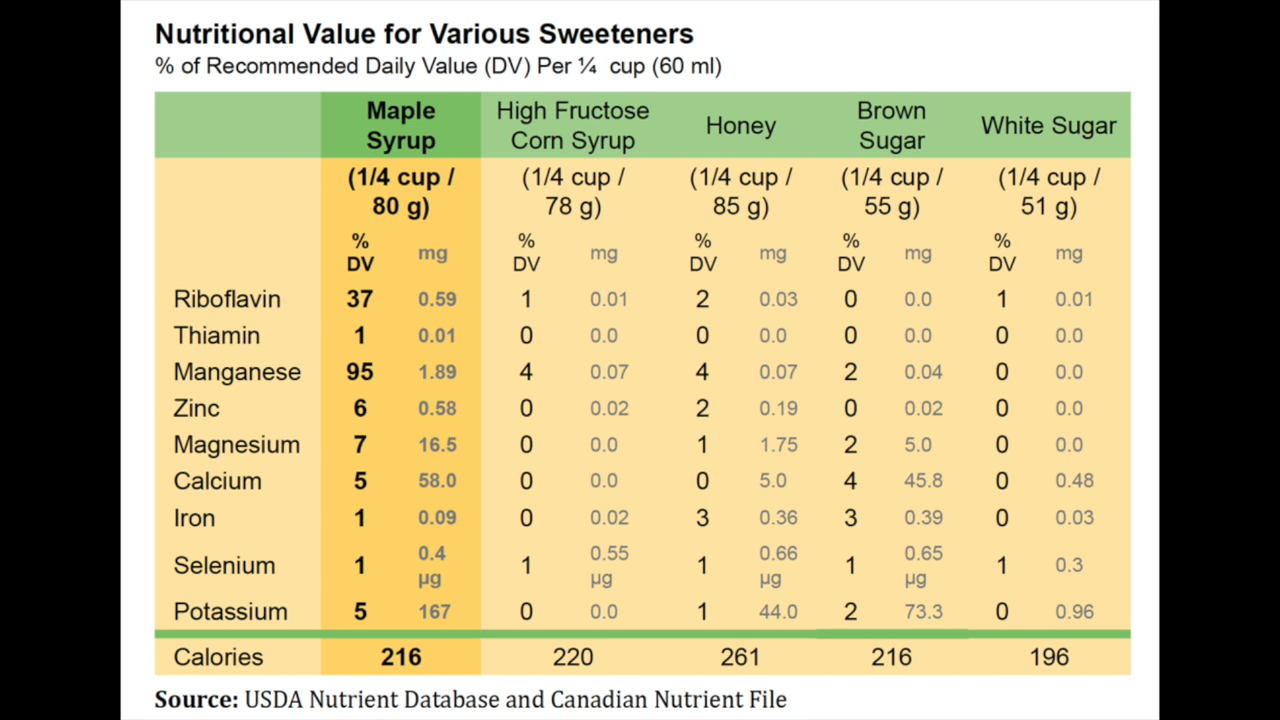 Nutritional Value for Various Sweeteners
% of Recommended Daily Value (DV) Per ¼ cup (60 ml)
Maple Syrup High Fructose Corn Syrup Honey Brown Sugar White Sugar
(1/4 cup / 80 g) (1/4 cup / 78 g) (1/4 cup / 85 g) (1/4 cup / 55 g) (1/4 cup / 51 g)
% DV mg % DV mg % DV mg % DV mg % DV mg
Riboflavin 37 0.59 1 0.01 2 0.03 0 0.0 1 0.01
Thiamin 1 0.01 0 0.0 0 0.0 0 0.0 0 0.0
Manganese 95 1.89 4 0.07 4 0.07 2 0.04 0 0.0
Zinc 6 0.58 0 0.02 2 0.19 0 0.02 0 0.0
Magnesium 7 16.5 0 0.0 1 1.75 2 5.0 0 0.0
Calcium 5 58.0 0 0.0 0 5.0 4 45.8 0 0.48
Iron 1 0.09 0 0.02 3 0.36 3 0.39 0 0.03
Selenium 1 0.4 µg 1 0.55 µg 1 0.66 µg 1 0.65 µg 1 0.3
Potassium 5 167 0 0.0 1 44.0 2 73.3 0 0.96
Calories 216 220 261 216 196
Source: USDA Nutrient Database and Canadian Nutrient File